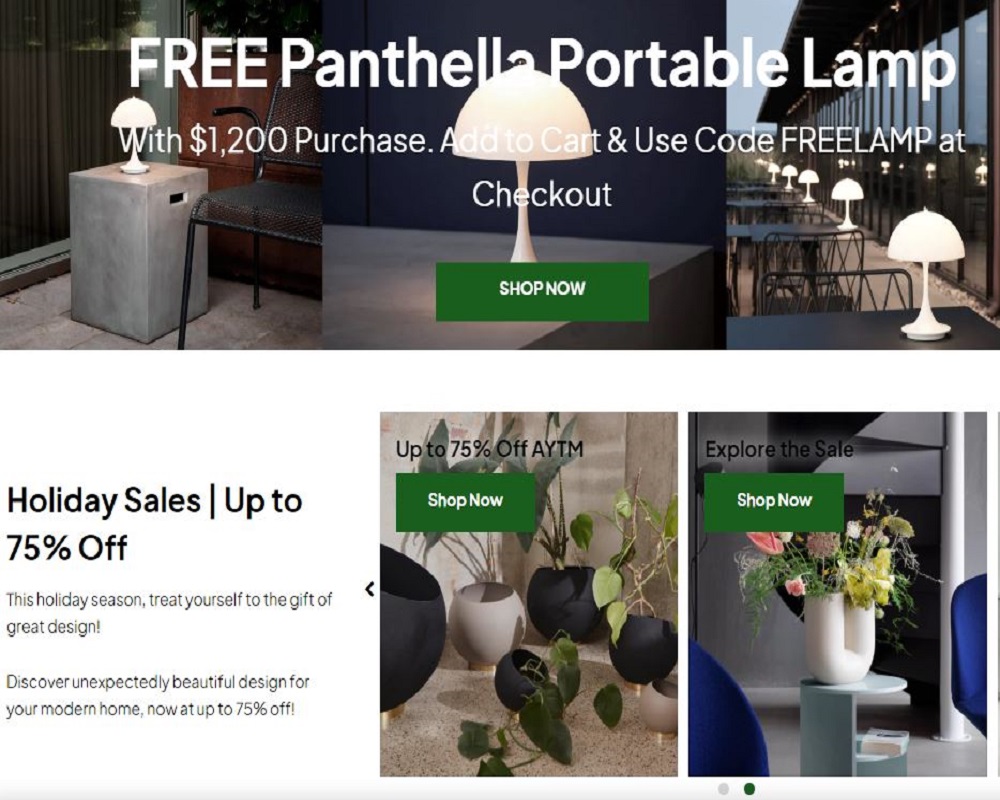 FREE Panthella Portable Lamp
With $1,200 Purchase. Add to Cart & Use Code FREELAMP at
Checkout
SHOP NOW
Holiday Sales | Up to
75% Off
This holiday season, treat yourself to the gift of
great design!
Discover unexpectedly beautiful design for
your modern home, now at up to 75% off!
Up to 75% Off AYTM
Shop Now
Explore the Sale
Shop Now